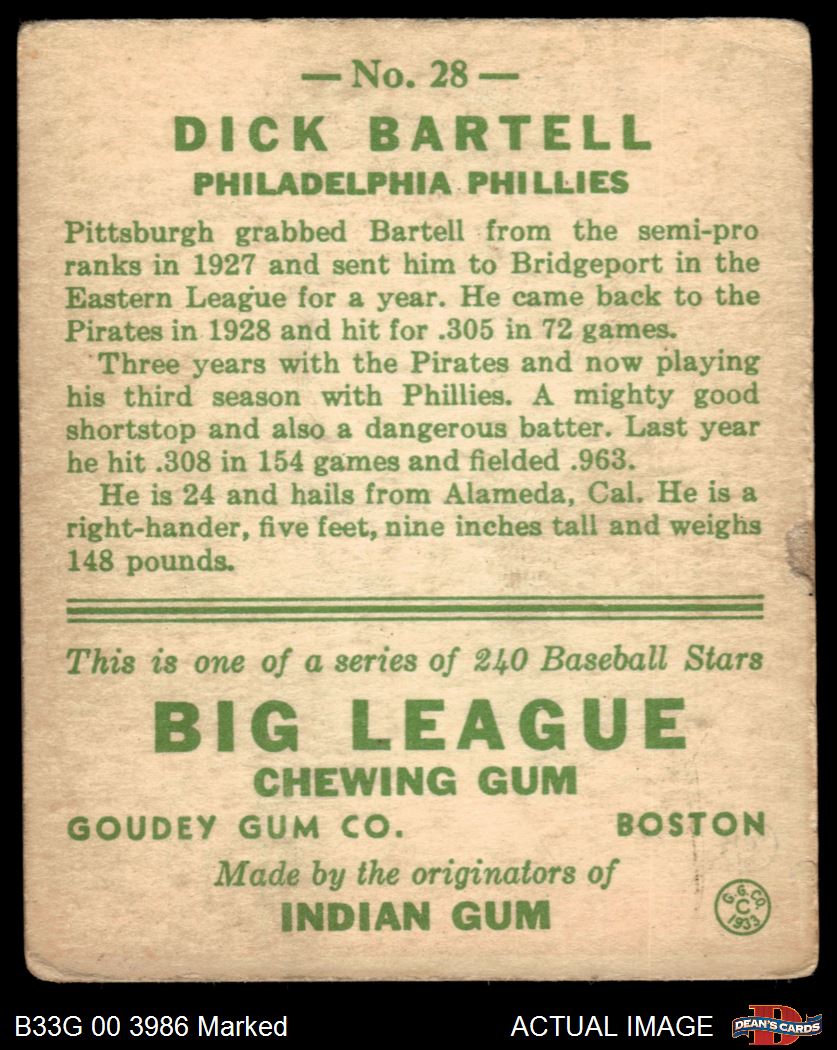 — No. 28 —
DICK BARTELL
PHILADELPHIA PHILLIES
Pittsburgh grabbed Bartell from the semi-pro
ranks in 1927 and sent him to Bridgeport in the
Eastern League for a year. He came back to the
Pirates in 1928 and hit for .305 in 72 games.
Three years with the Pirates and now playing
his third season with Phillies. A mighty good
shortstop and also a dangerous batter. Last year
he hit .308 in 154 games and fielded .963.
He is 24 and hails from Alameda, Cal. He is a
right-hander, five feet, nine inches tall and weighs
148 pounds.
This is one of a series of 240 Baseball Stars
BIG LEAGUE
CHEWING GUM
GOUDEY GUM CO. BOSTON
Made by the originators of
INDIAN GUM
G. G. CO.
C
1933
B33G 00 3986 Marked ACTUAL IMAGE
D
DEAN'S CARDS